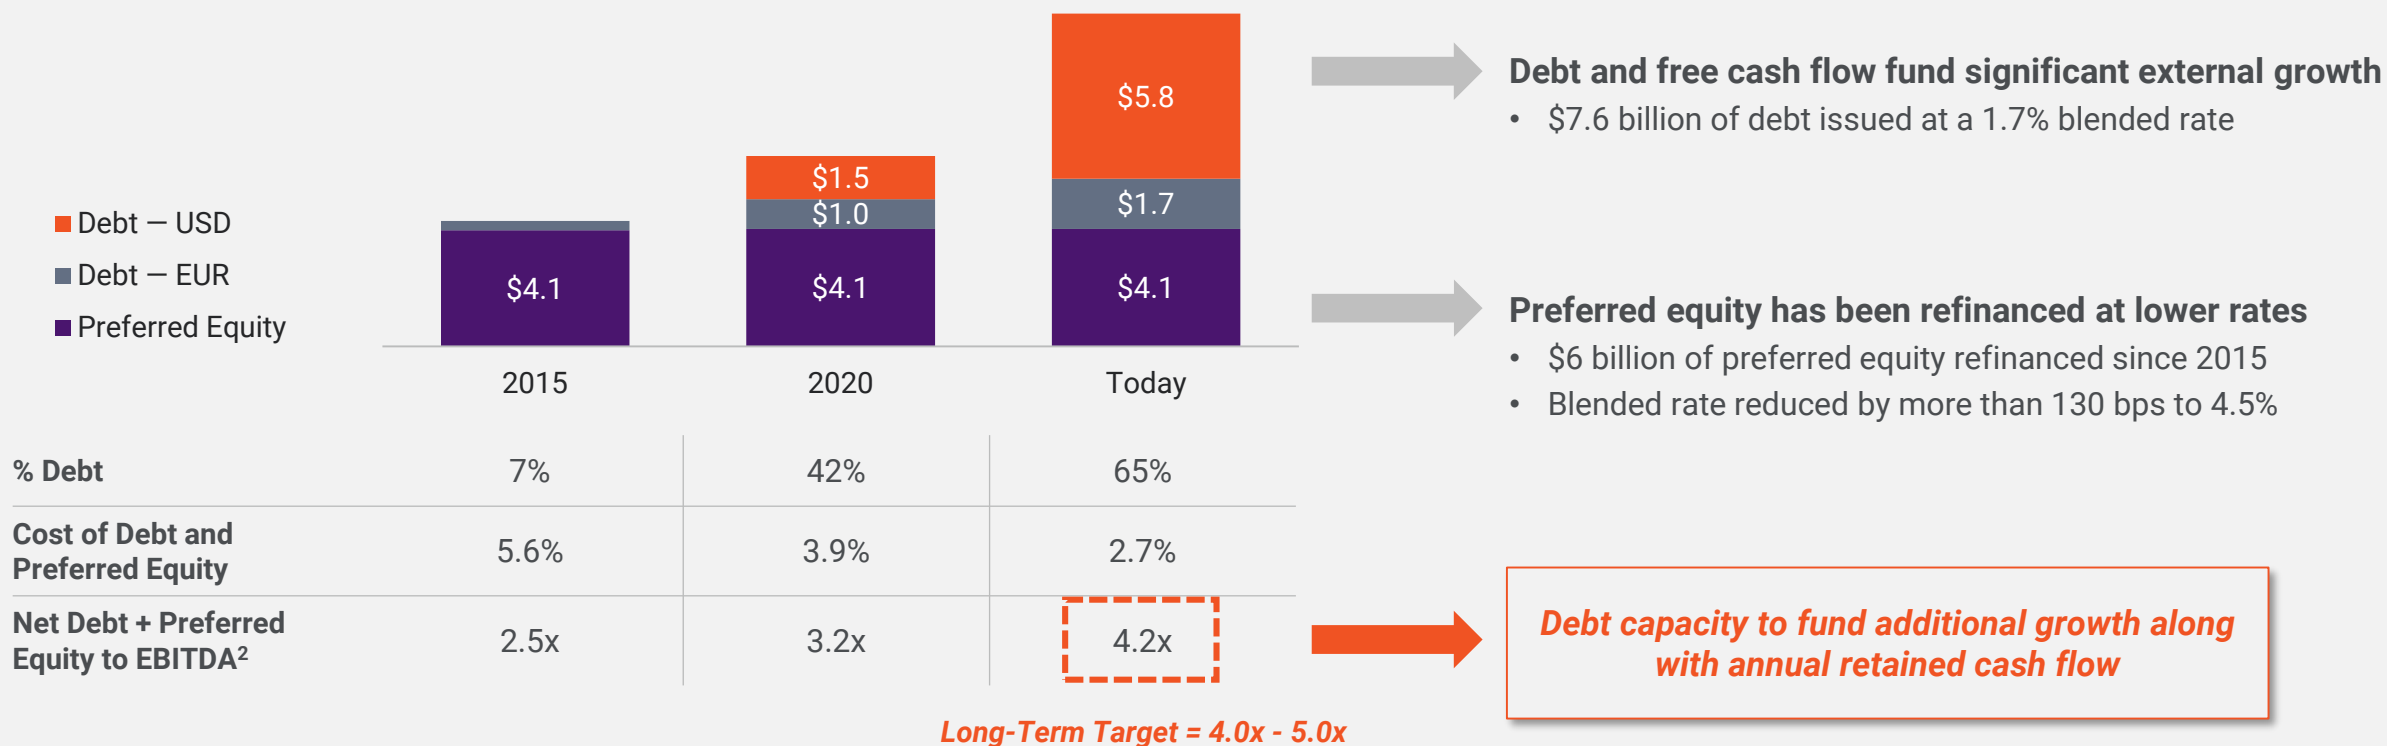 Debt — USD
Debt — EUR
Preferred Equity
$4.1
$1.5
$1.0
$4.1
$5.8
$1.7
$4.1
2015 2020 Today
% Debt 7% 42% 65%
Cost of Debt and
Preferred Equity 5.6% 3.9% 2.7%
Net Debt + Preferred
Equity to EBITDA² 2.5x 3.2x 4.2x
Long-Term Target = 4.0x - 5.0x
Debt and free cash flow fund significant external growth
• $7.6 billion of debt issued at a 1.7% blended rate
Preferred equity has been refinanced at lower rates
• $6 billion of preferred equity refinanced since 2015
• Blended rate reduced by more than 130 bps to 4.5%
Debt capacity to fund additional growth along
with annual retained cash flow